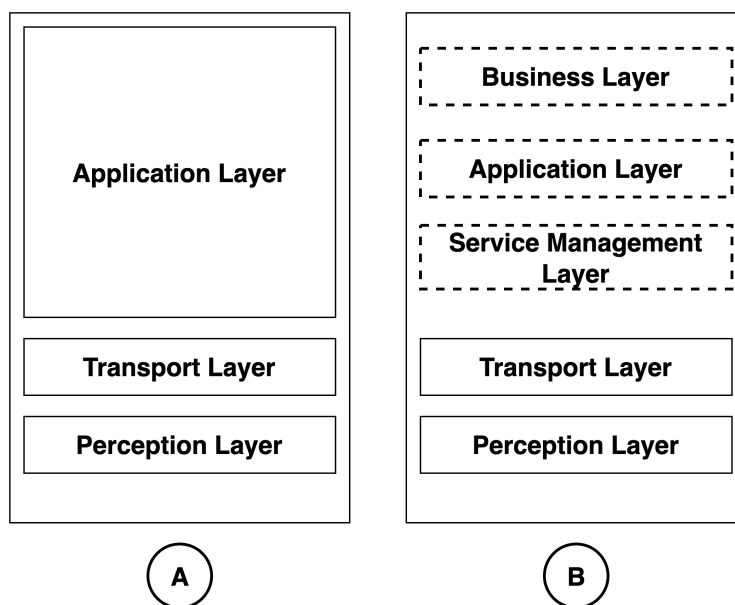 Application Layer
Transport Layer
Perception Layer
A
Business Layer
Application Layer
Service Management
Layer
Transport Layer
Perception Layer
B